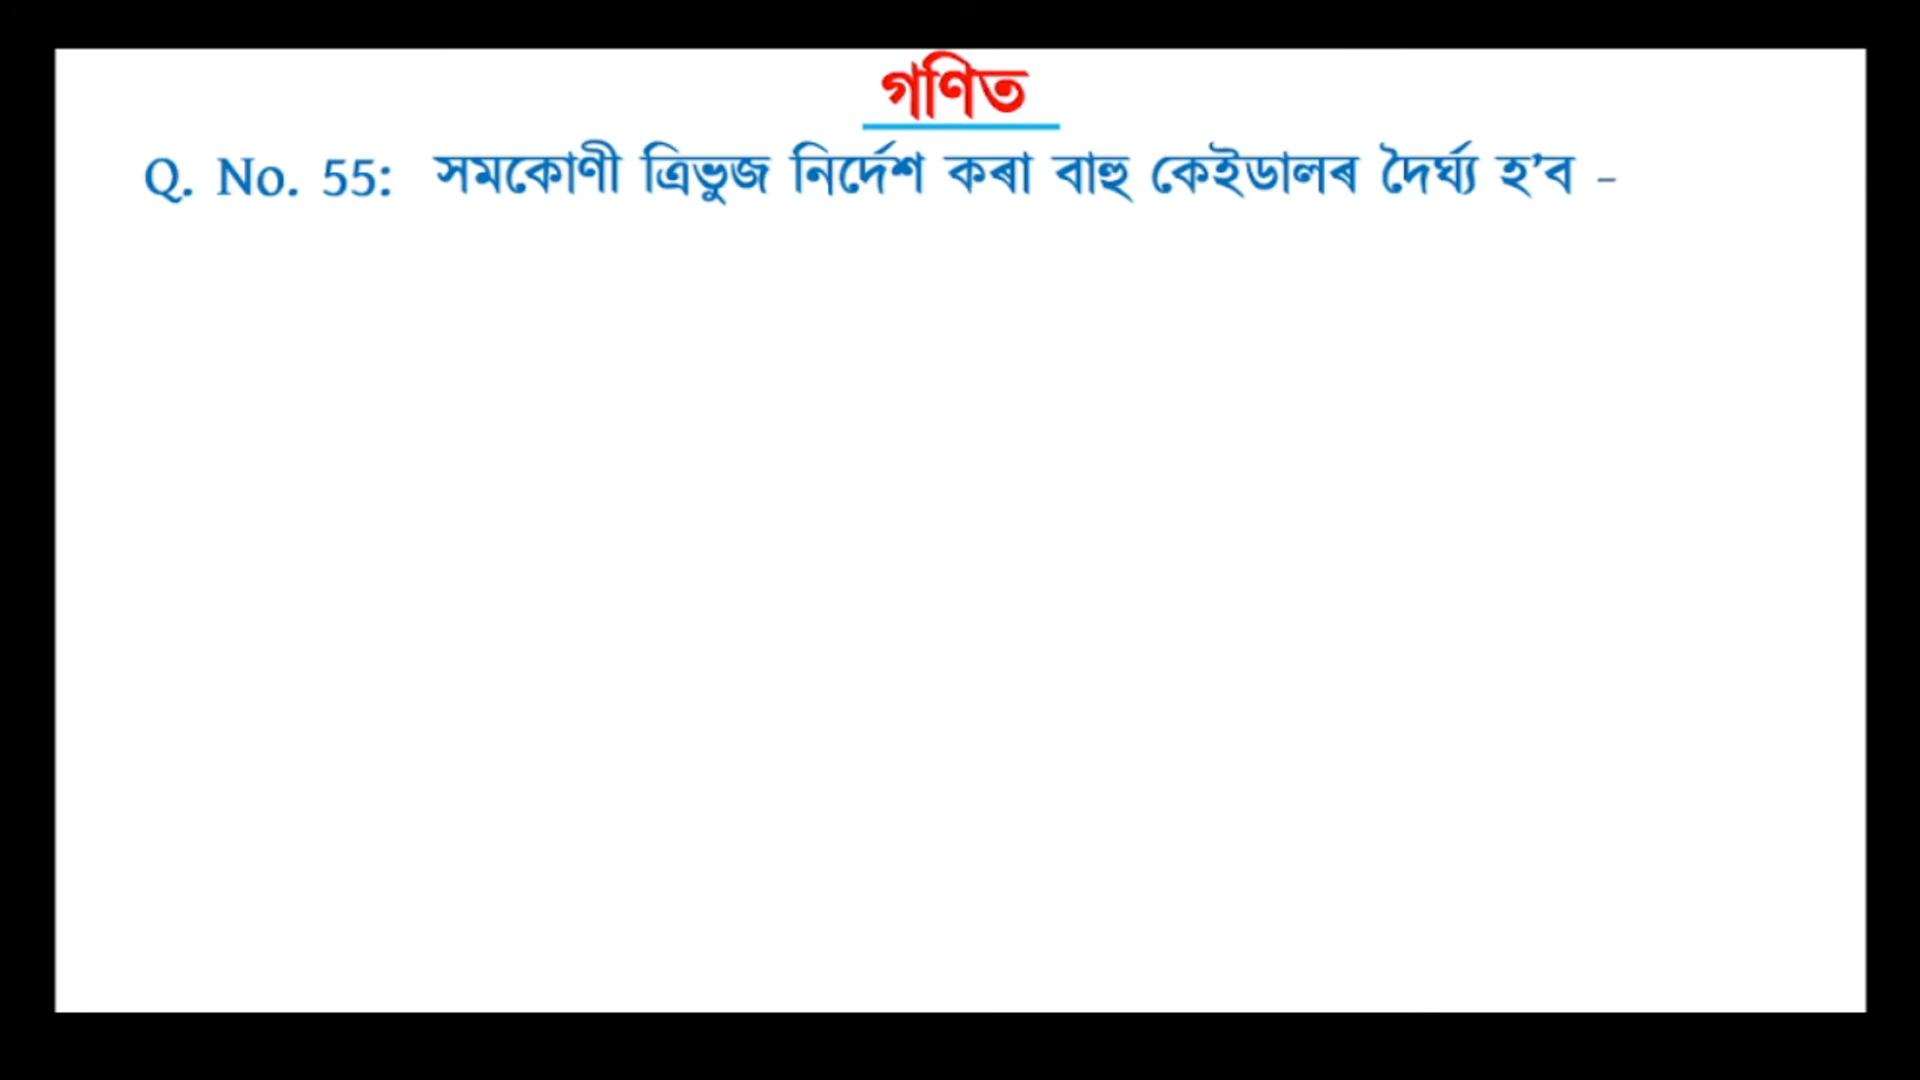 গণিত
Q. No. 55: সমকোণী ত্ৰিভুজ নিৰ্দেশ কৰা বাহু কেইডালৰ দৈৰ্ঘ্য হ’ব -